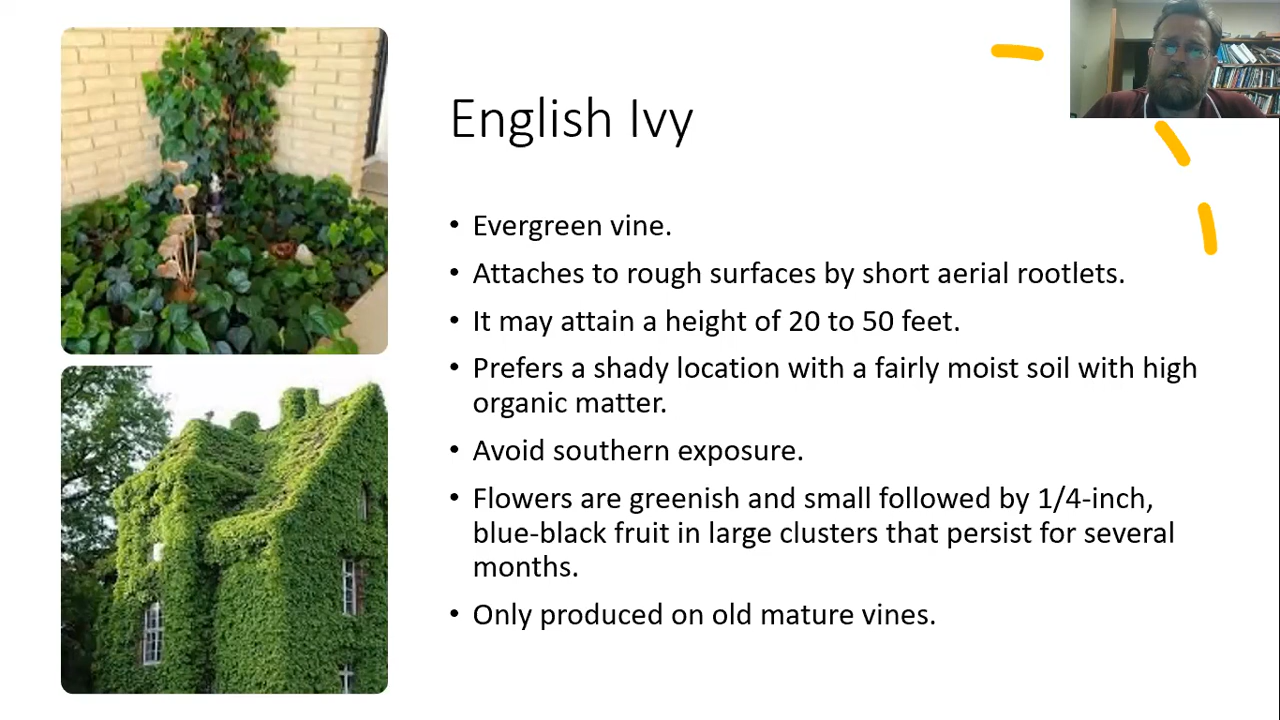 English Ivy
• Evergreen vine.
• Attaches to rough surfaces by short aerial rootlets.
• It may attain a height of 20 to 50 feet.
• Prefers a shady location with a fairly moist soil with high
organic matter.
• Avoid southern exposure.
• Flowers are greenish and small followed by 1/4-inch,
blue-black fruit in large clusters that persist for several
months.
• Only produced on old mature vines.